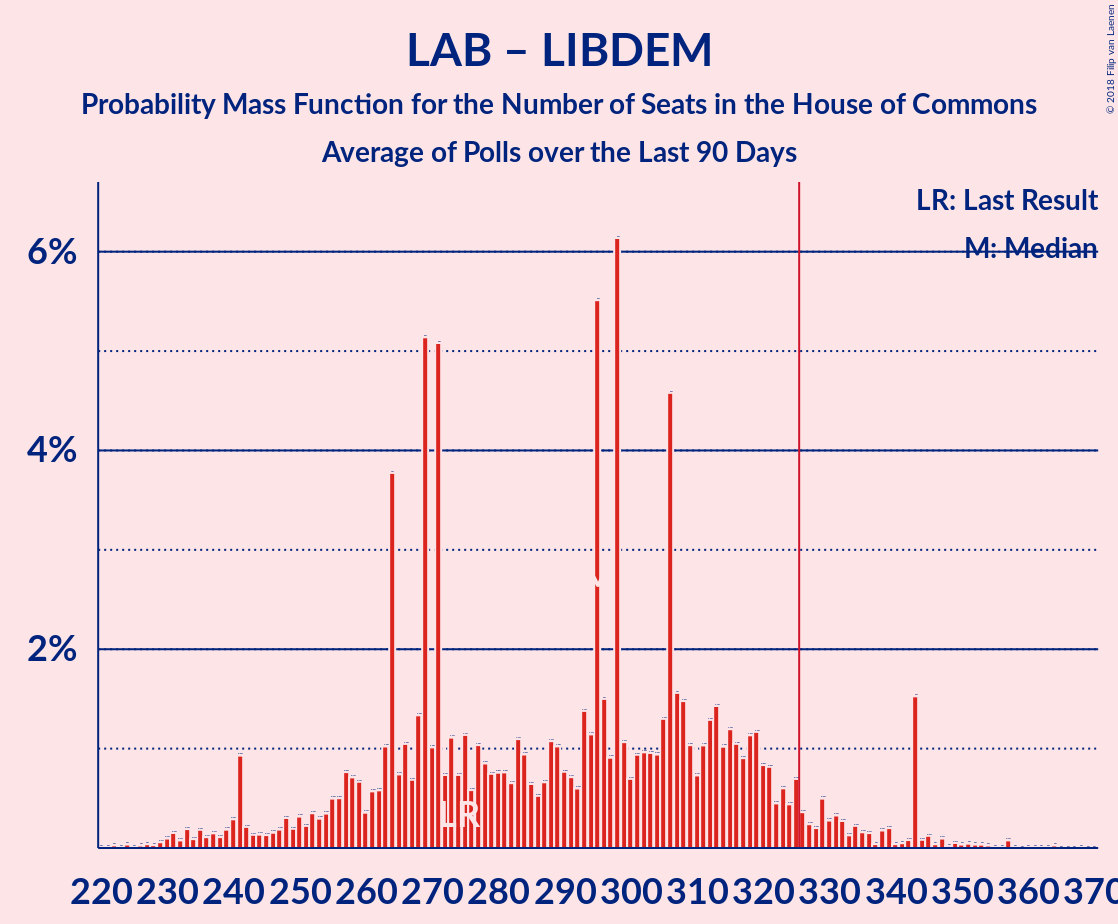 LAB – LIBDEM
Probability Mass Function for the Number of Seats in the House of Commons
Average of Polls over the Last 90 Days
© 2018 Filip van Laenen
LR: Last Result
M: Median
6%
4%
2%
LR
220 230 240 250 260 270 280 290 300 310 320 330 340 350 360 370